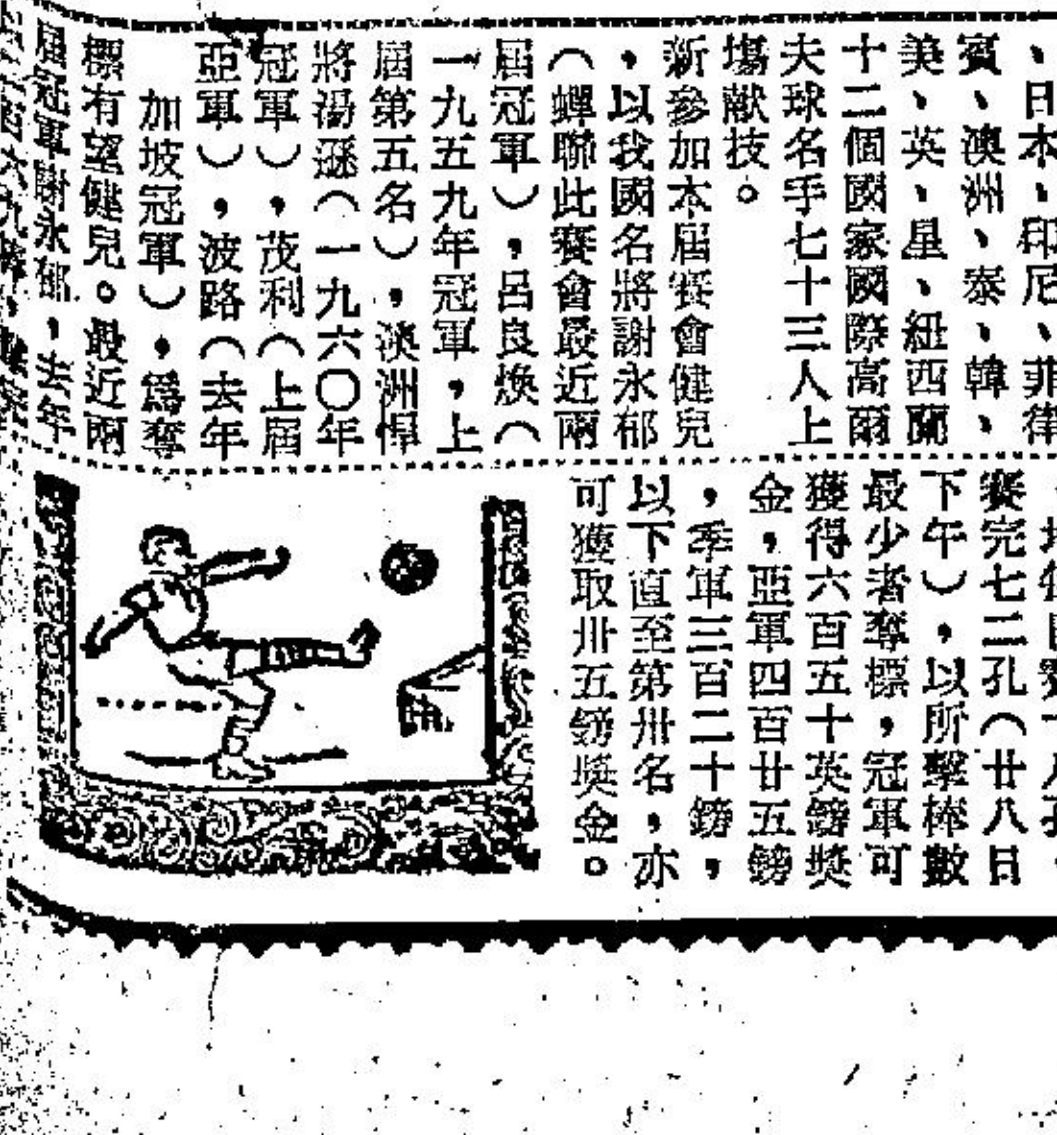 、日本、印尼、菲律
賓、澳洲、泰、韓、
美、英、星、紐西蘭
十二個國家國際高爾
夫球名手七十三人上
塲献技。
新參加本屆賽會健兒
，以我國名將謝永郁
（蟬聯此賽會最近兩
屆冠軍），呂良煥（
一九五九年冠軍，上
屆第五名），澳洲悍
將湯遜（一九六〇年
冠軍），茂利（上屆
亞軍），波路（去年
加坡冠軍），爲奪
標有望健兒。最近兩
屆冠軍謝永郁，去年
賽完七二孔（廿八日
下午），以所擊棒數
最少者奪標，冠軍可
獲得六百五十英鎊獎
金，亞軍四百廿五鎊
，季軍三百二十鎊，
以下直至第卅名，亦
可獲取卅五鎊獎金。